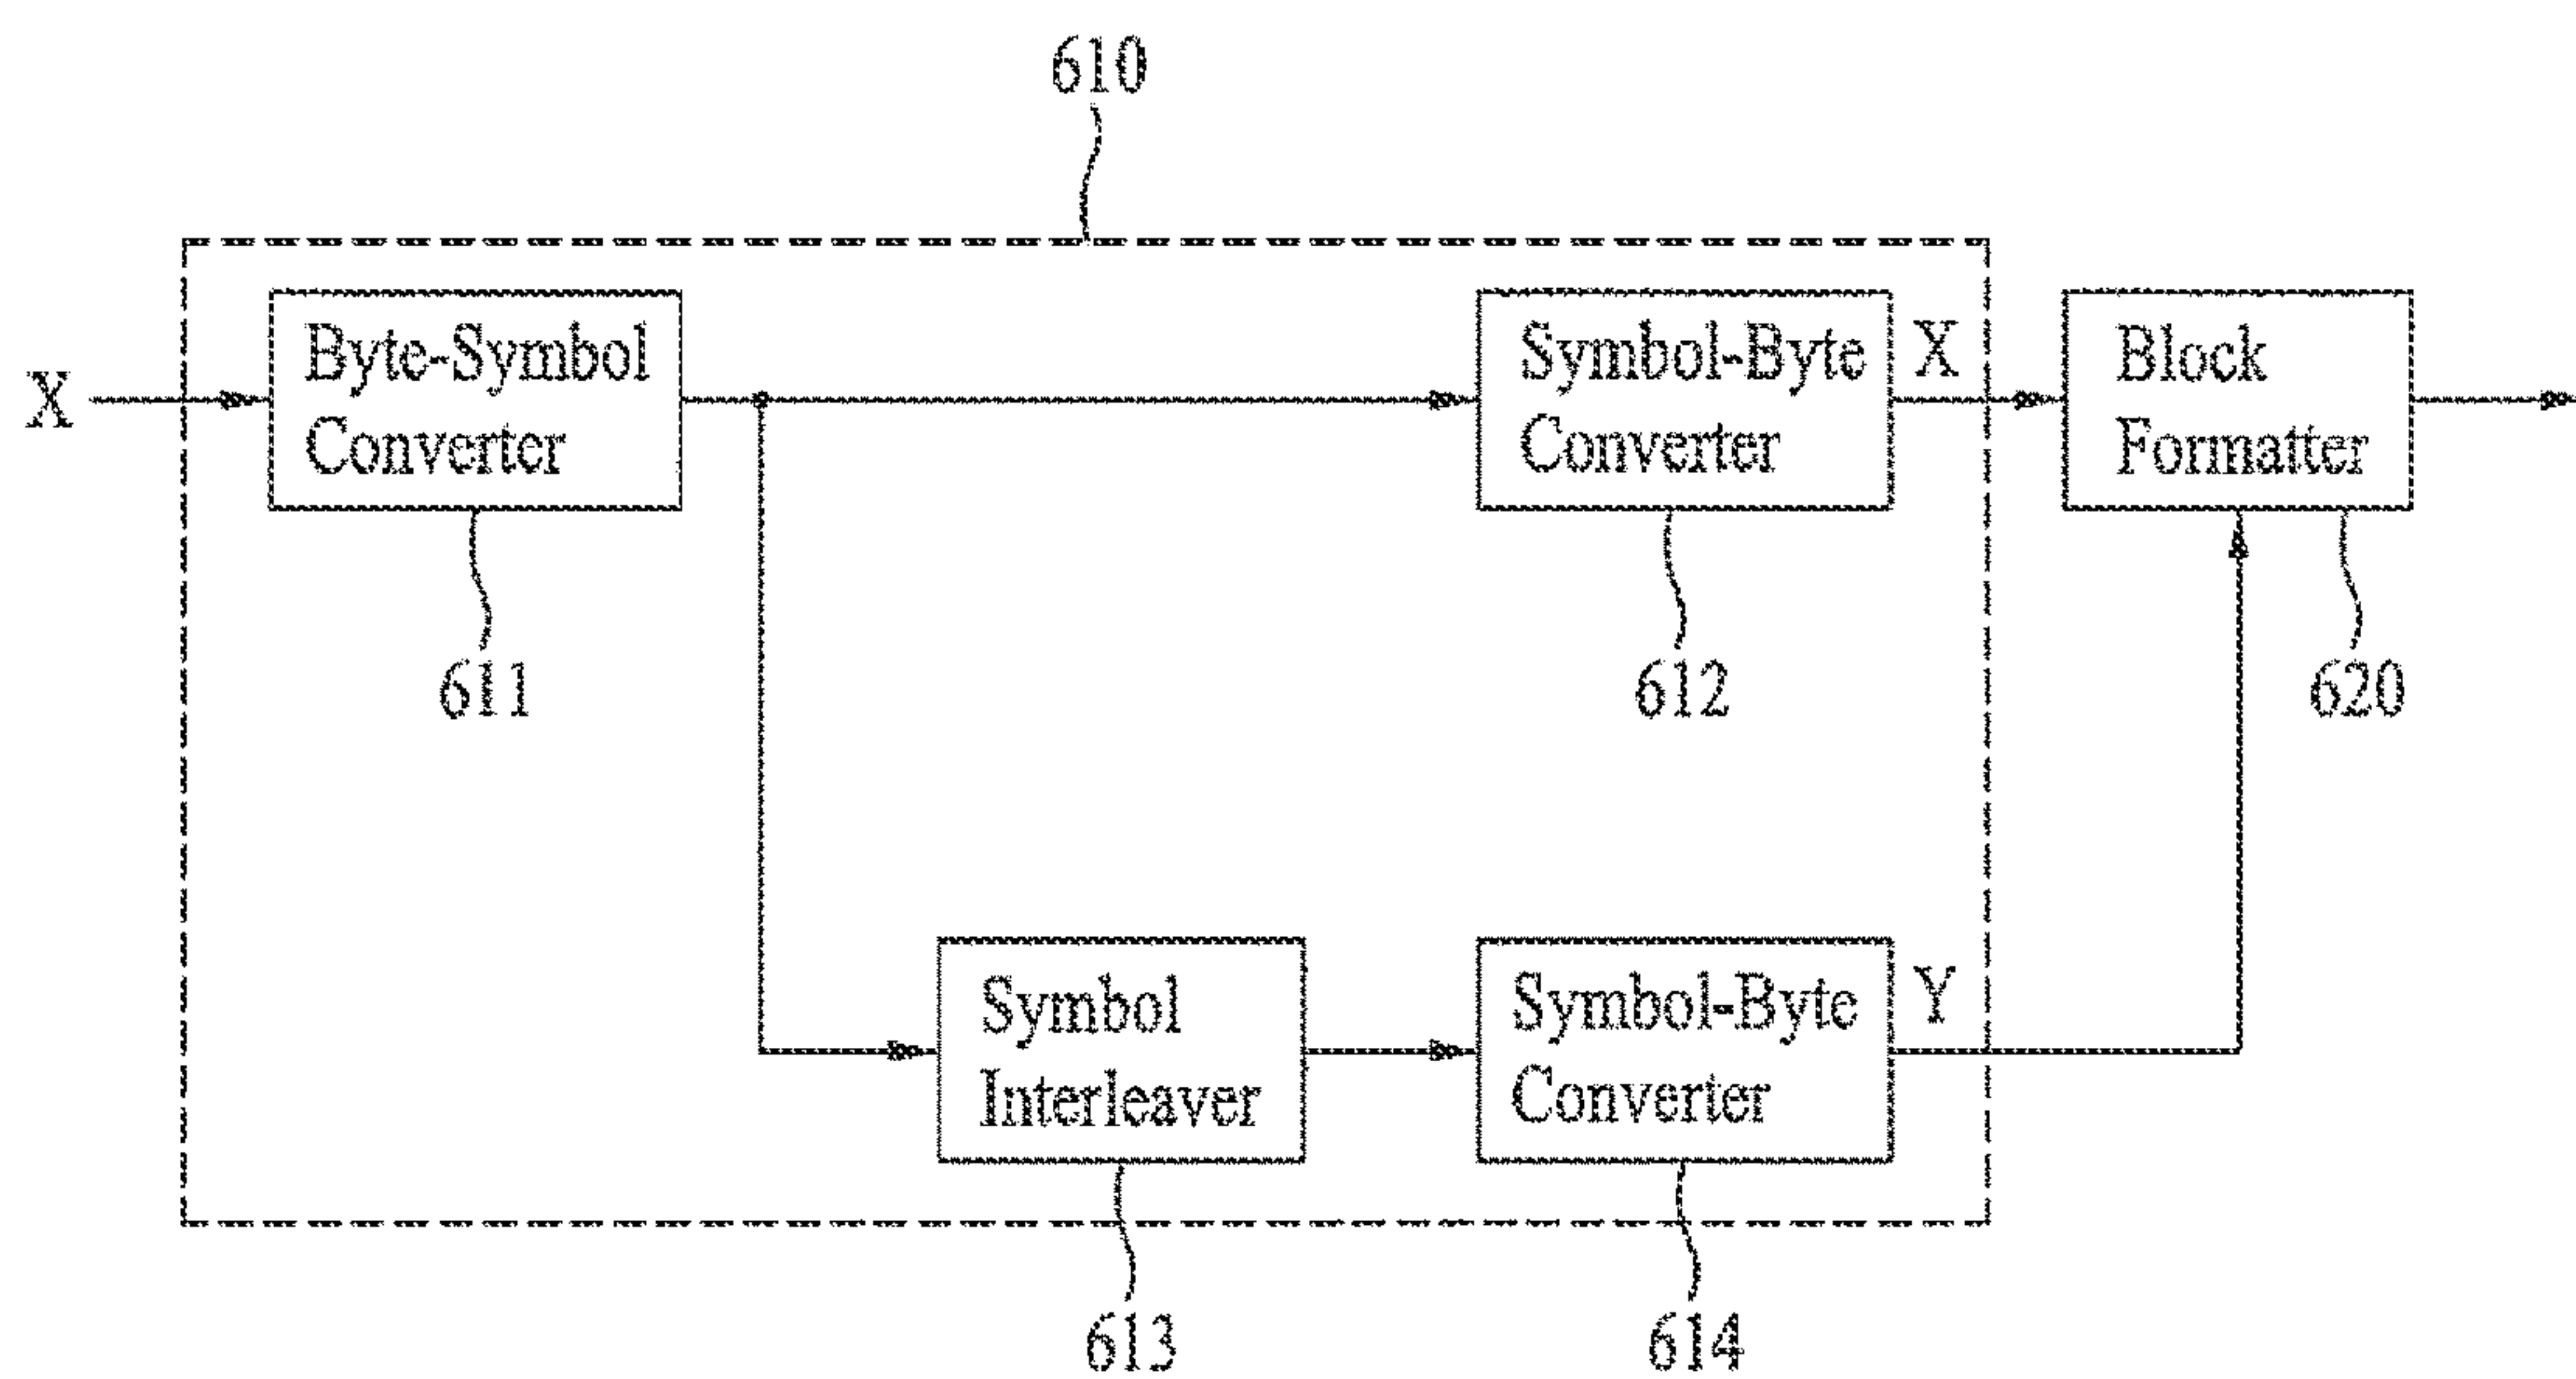 610
X
Byte-Symbol
Converter
611
Symbol-Byte
Converter
612
X
Block
Formatter
620
Symbol
Interleaver
613
Symbol-Byte
Converter
614
Y